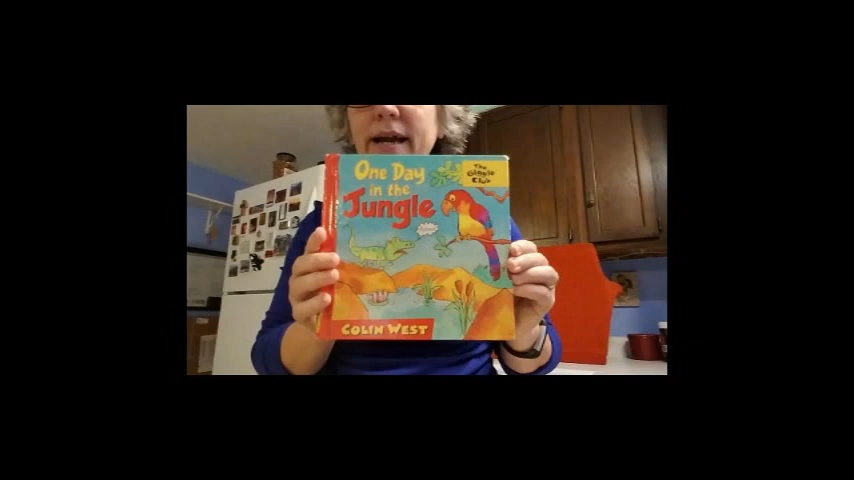 One Day
in the
Jungle
The
Giggle
Club
COLIN WEST